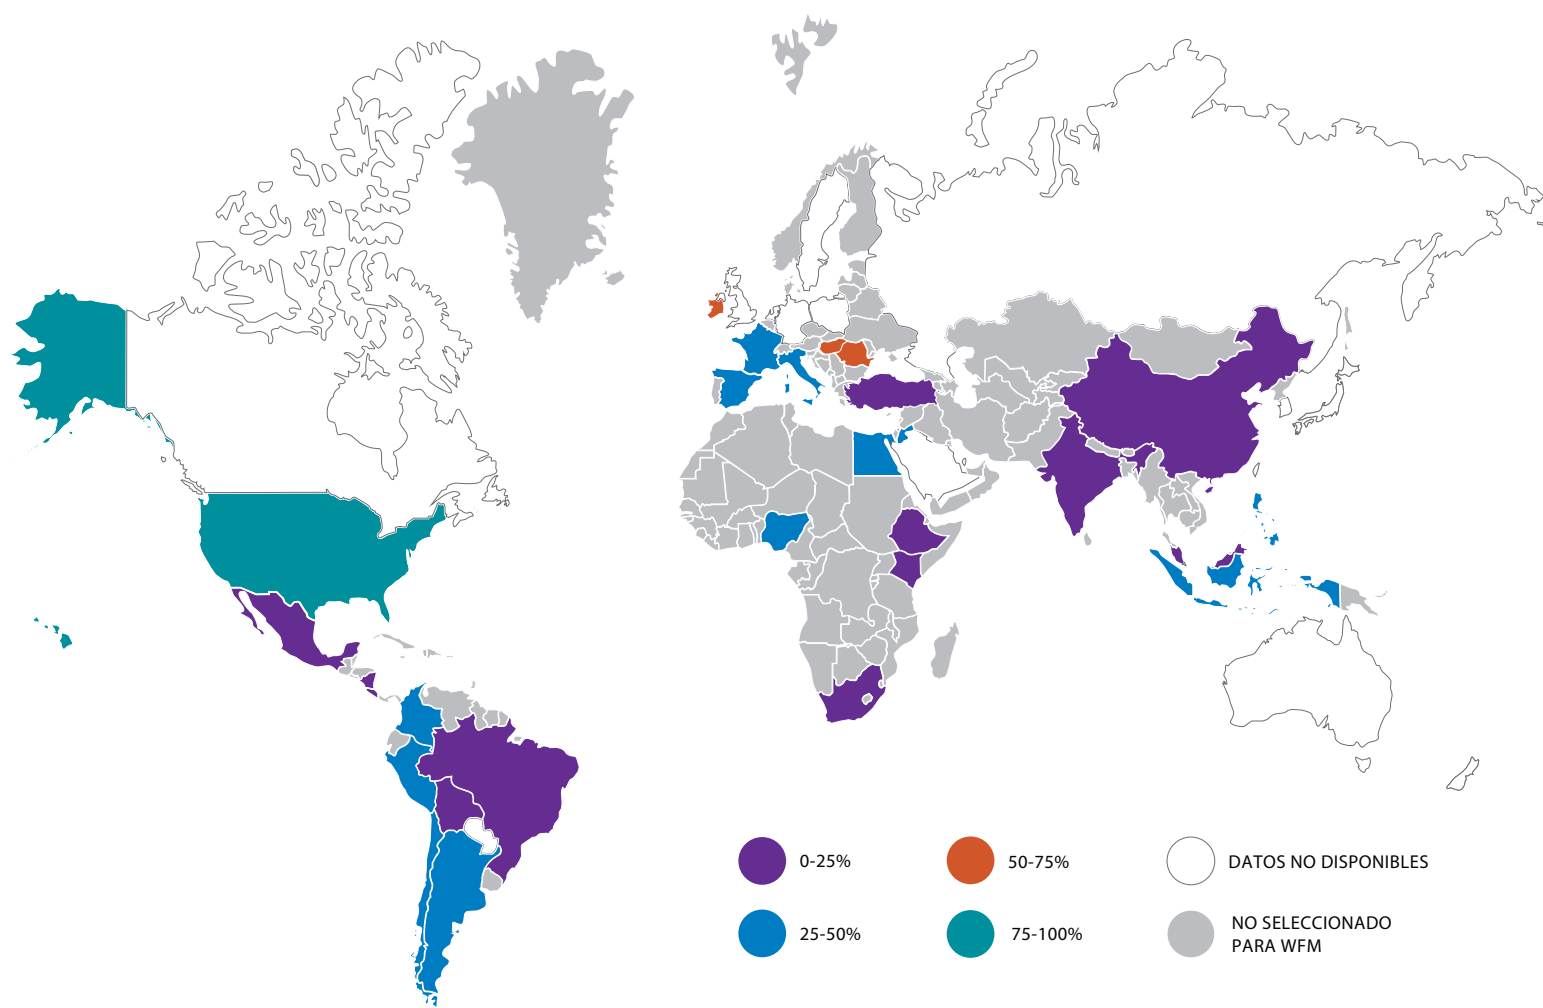 0-25%
50-75%
DATOS NO DISPONIBLES
25-50%
75-100%
NO SELECCIONADO
PARA WFM